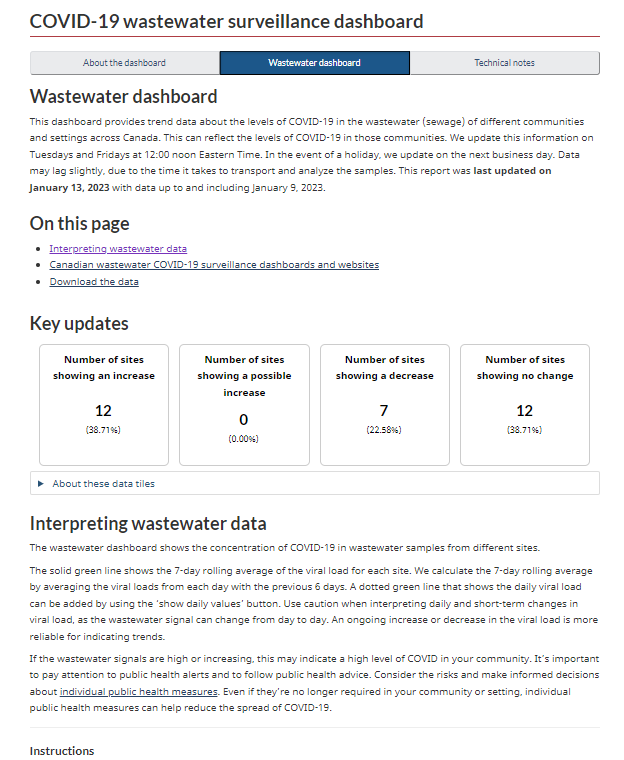 COVID-19 wastewater surveillance dashboard
About the dashboard
Wastewater dashboard
Technical notes
Wastewater dashboard
This dashboard provides trend data about the levels of COVID-19 in the wastewater (sewage) of different communities
and settings across Canada. This can reflect the levels of COVID-19 in those communities. We update this information on
Tuesdays and Fridays at 12:00 noon Eastern Time. In the event of a holiday, we update on the next business day. Data
may lag slightly, due to the time it takes to transport and analyze the samples. This report was last updated on
January 13, 2023 with data up to and including January 9, 2023.
On this page
• Interpreting wastewater data
• Canadian wastewater COVID-19 surveillance dashboards and websites
• Download the data
Key updates
Number of sites
showing an increase
12
(38.71%)
Number of sites
showing a possible
increase
0
(0.00%)
Number of sites
showing a decrease
7
(22.58%)
Number of sites
showing no change
12
(38.71%)
► About these data tiles
Interpreting wastewater data
The wastewater dashboard shows the concentration of COVID-19 in wastewater samples from different sites.
The solid green line shows the 7-day rolling average of the viral load for each site. We calculate the 7-day rolling average
by averaging the viral loads from each day with the previous 6 days. A dotted green line that shows the daily viral load
can be added by using the 'show daily values' button. Use caution when interpreting daily and short-term changes in
viral load, as the wastewater signal can change from day to day. An ongoing increase or decrease in the viral load is more
reliable for indicating trends.
If the wastewater signals are high or increasing, this may indicate a high level of COVID in your community. It's important
to pay attention to public health alerts and to follow public health advice. Consider the risks and make informed decisions
about individual public health measures. Even if they're no longer required in your community or setting, individual
public health measures can help reduce the spread of COVID-19.
Instructions